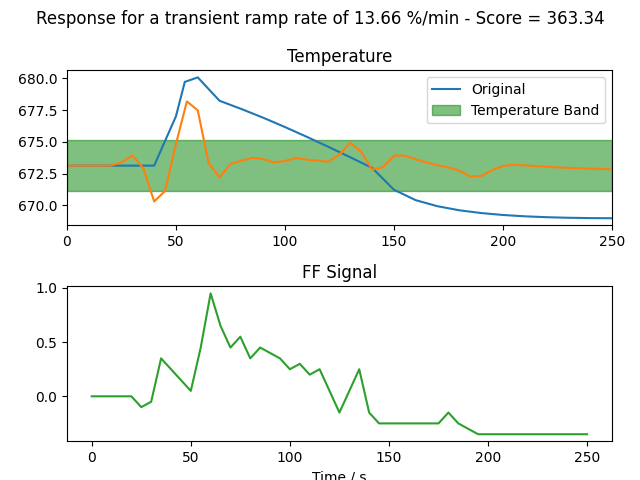 Response for a transient ramp rate of 13.66 %/min - Score = 363.34
Temperature
680.0
677.5
675.0
672.5
670.0
Original
Temperature Band
0 50 100 150 200 250
FF Signal
1.0
0.5
0.0
0 50 100 150 200 250
Time / s